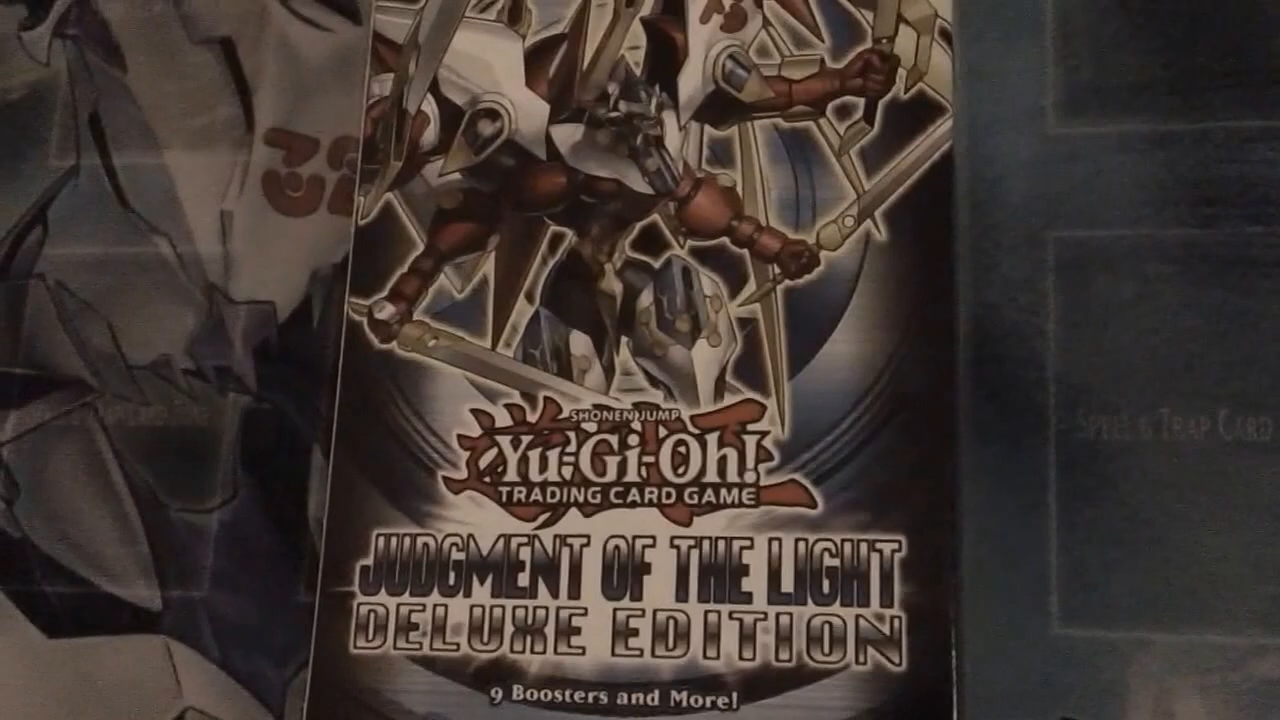 SHONEN JUMP
Yu-Gi-Oh!
TRADING CARD GAME
JUDGMENT OF THE LIGHT
DELUXE EDITION
9 Boosters and More!
SPELL & TRAP CARD